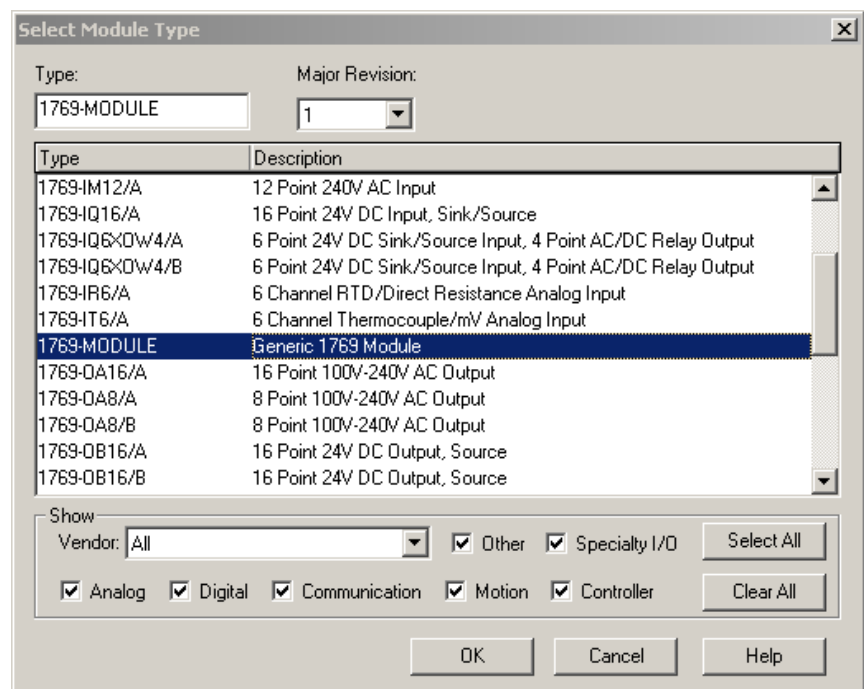 Select Module Type
Type: Major Revision:
1769-MODULE 1
Type Description
1769-IM12/A 12 Point 240V AC Input
1769-IQ16/A 16 Point 24V DC Input, Sink/Source
1769-IQ6XOW4/A 6 Point 24V DC Sink/Source Input, 4 Point AC/DC Relay Output
1769-IQ6XOW4/B 6 Point 24V DC Sink/Source Input, 4 Point AC/DC Relay Output
1769-IR6/A 6 Channel RTD/Direct Resistance Analog Input
1769-IT6/A 6 Channel Thermocouple/mV Analog Input
1769-MODULE Generic 1769 Module
1769-OA16/A 16 Point 100V-240V AC Output
1769-OA8/A 8 Point 100V-240V AC Output
1769-OA8/B 8 Point 100V-240V AC Output
1769-OB16/A 16 Point 24V DC Output, Source
1769-OB16/B 16 Point 24V DC Output, Source
Show
Vendor: All Other Specialty I/O Select All
Analog Digital Communication Motion Controller Clear All
OK Cancel Help